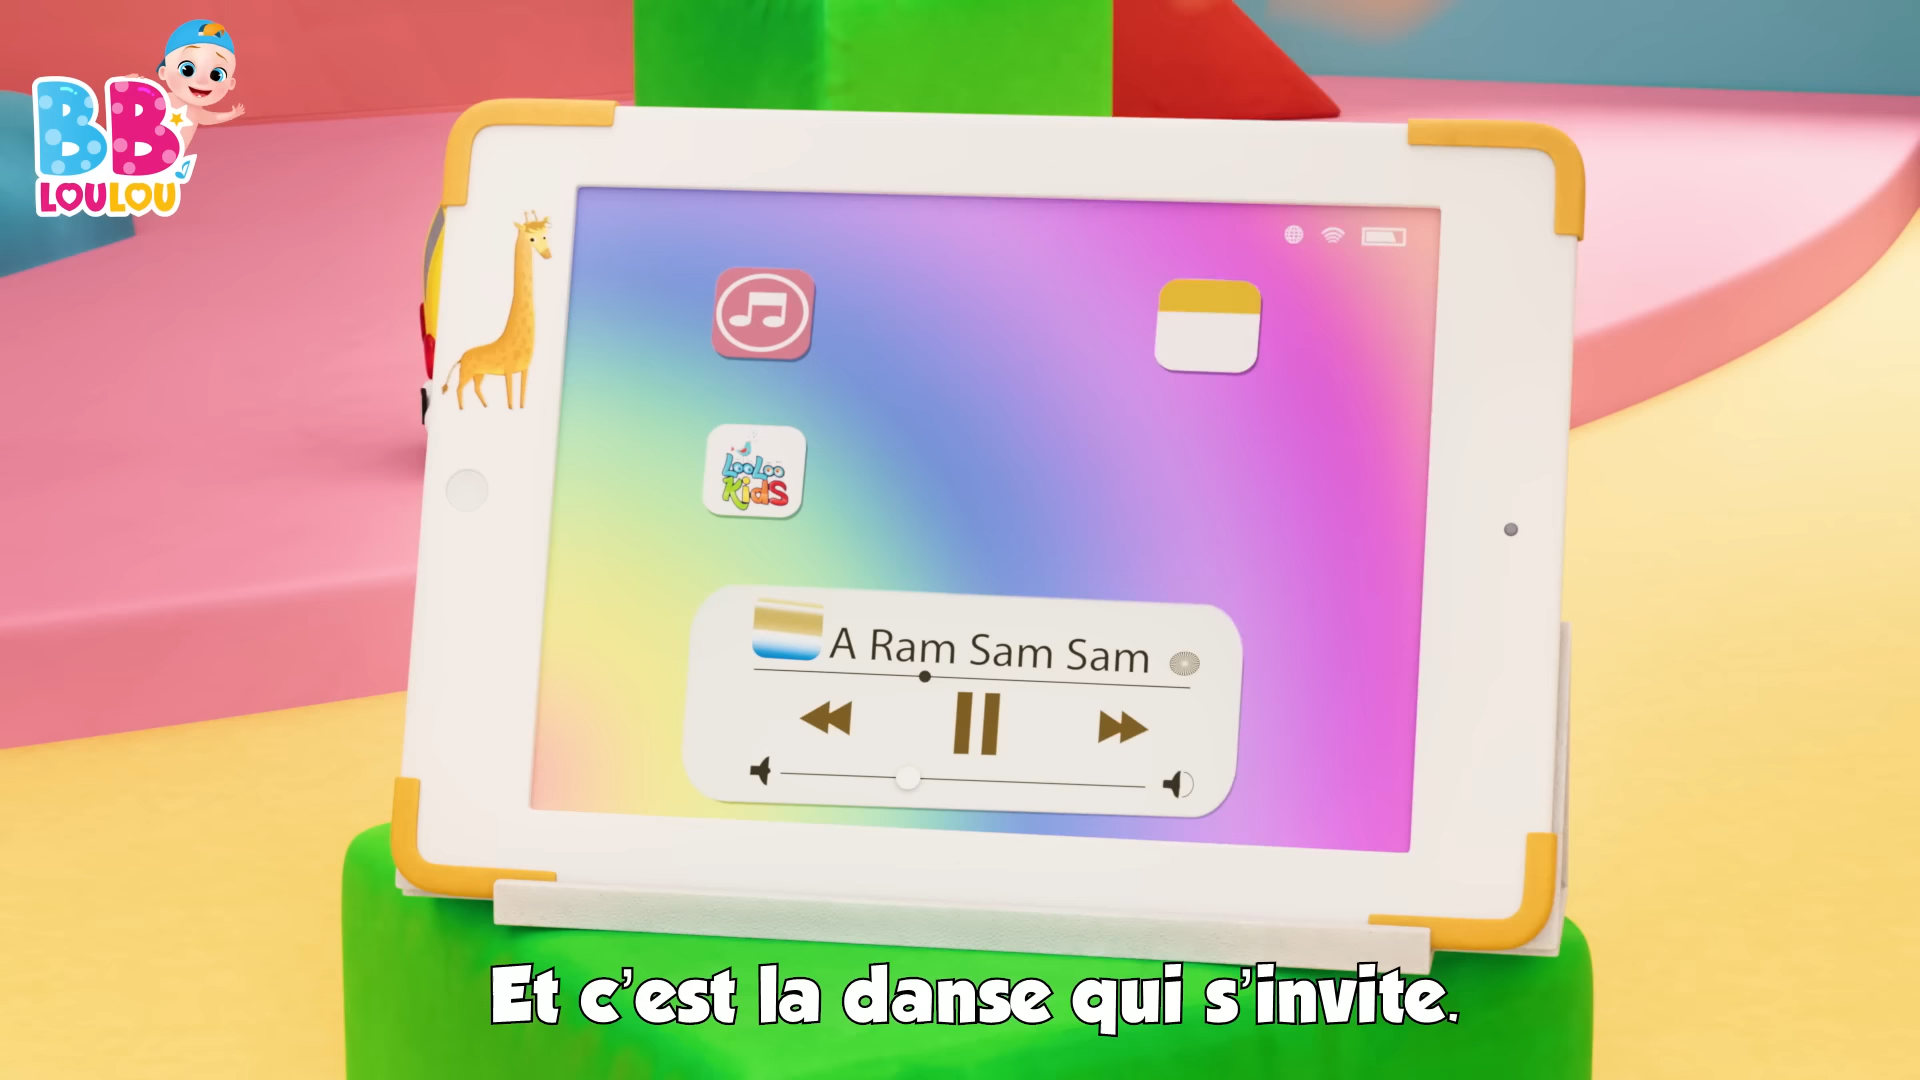 BB
LOULOU
LooLoo
Kids
A Ram Sam Sam
Et c'est la danse qui s'invite.